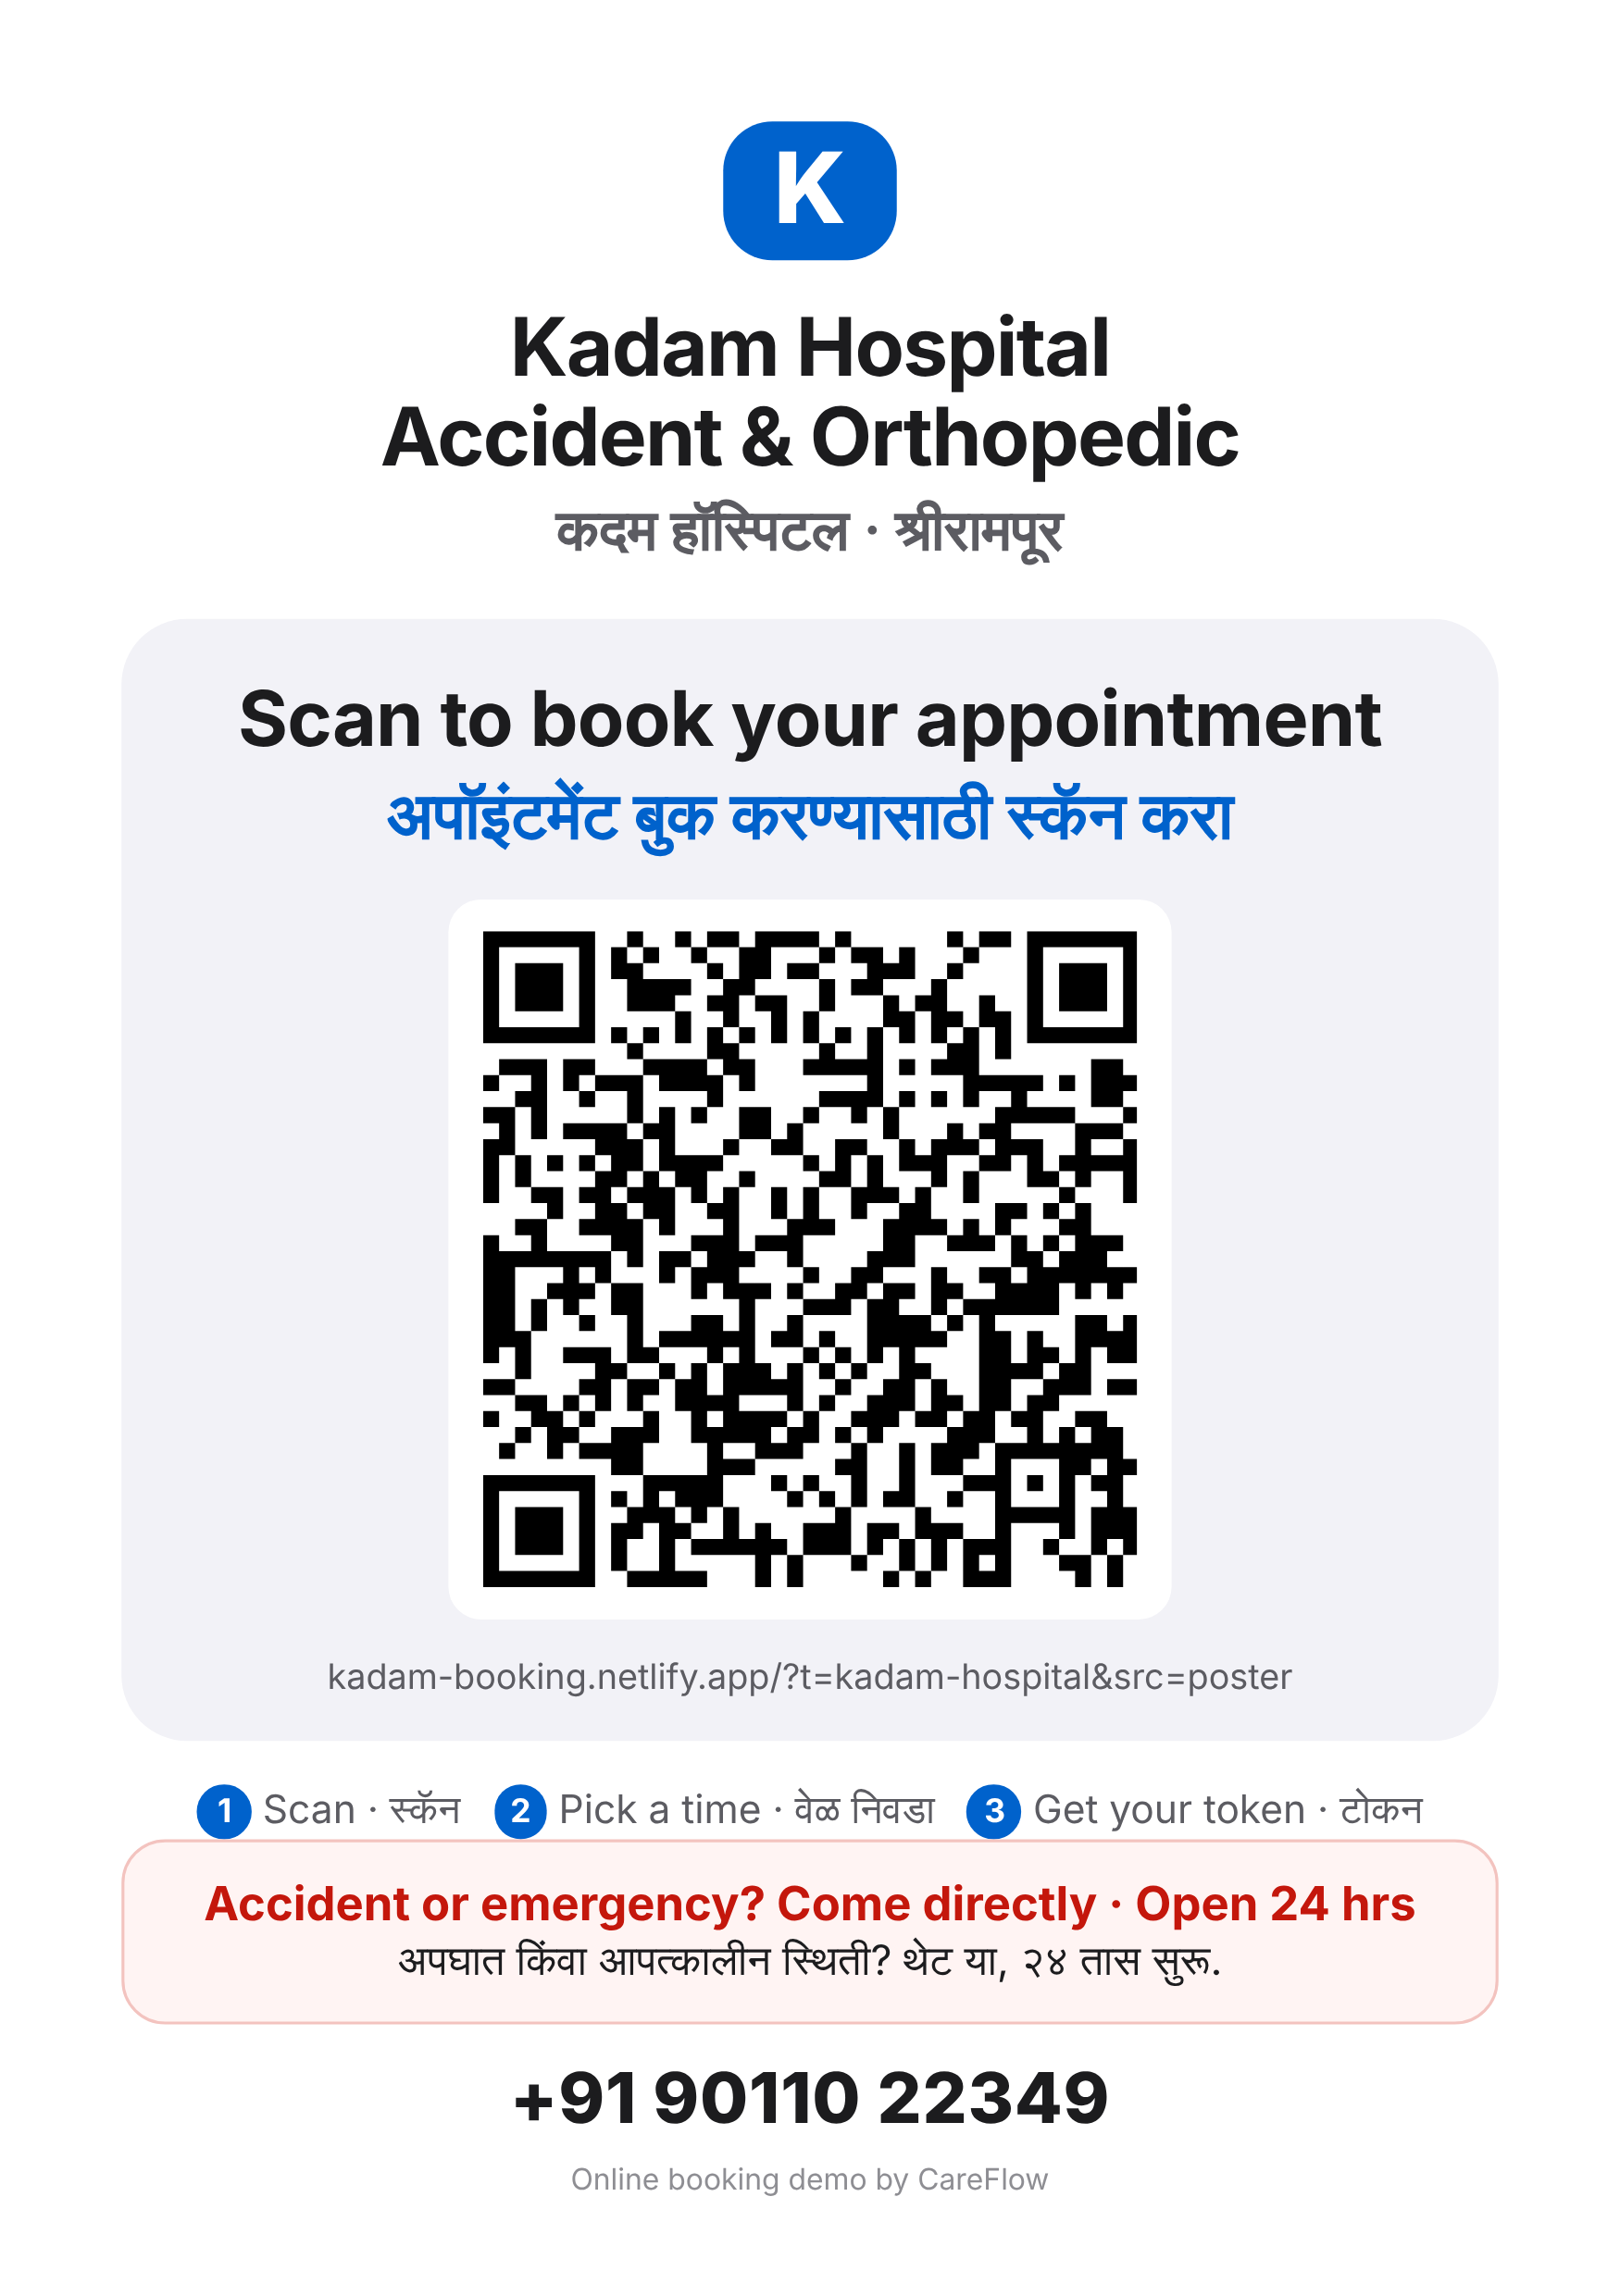 K
Kadam Hospital
Accident & Orthopedic
कदम हॉस्पिटल · श्रीरामपूर
Scan to book your appointment
अपॉइंटमेंट बुक करण्यासाठी स्कॅन करा
kadam-booking.netlify.app/?t=kadam-hospital&src=poster
1 Scan · स्कॅन 2 Pick a time · वेळ निवडा 3 Get your token · टोकन
Accident or emergency? Come directly · Open 24 hrs
अपघात किंवा आपत्कालीन स्थिती? थेट या, २४ तास सुरू.
+91 90110 22349
Online booking demo by CareFlow